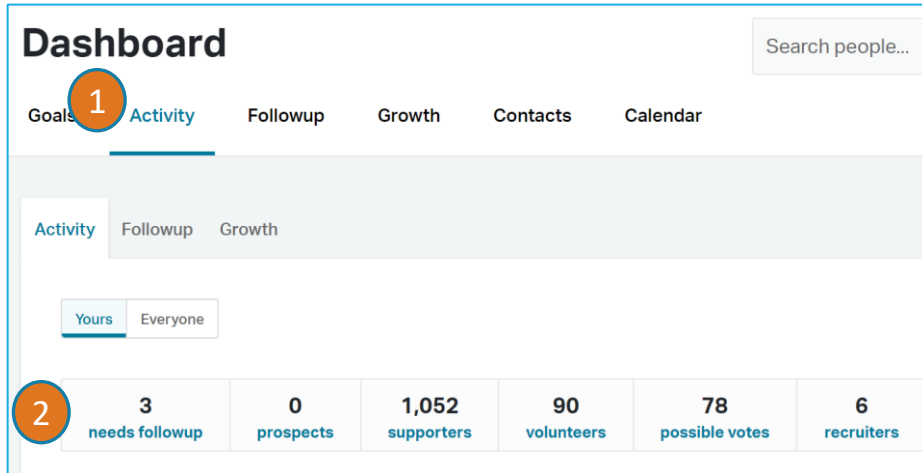 Dashboard
Search people...
1
Goals Activity Followup Growth Contacts Calendar
Activity Followup Growth
Yours Everyone
2
3 0 1,052 90 78 6
needs followup prospects supporters volunteers possible votes recruiters